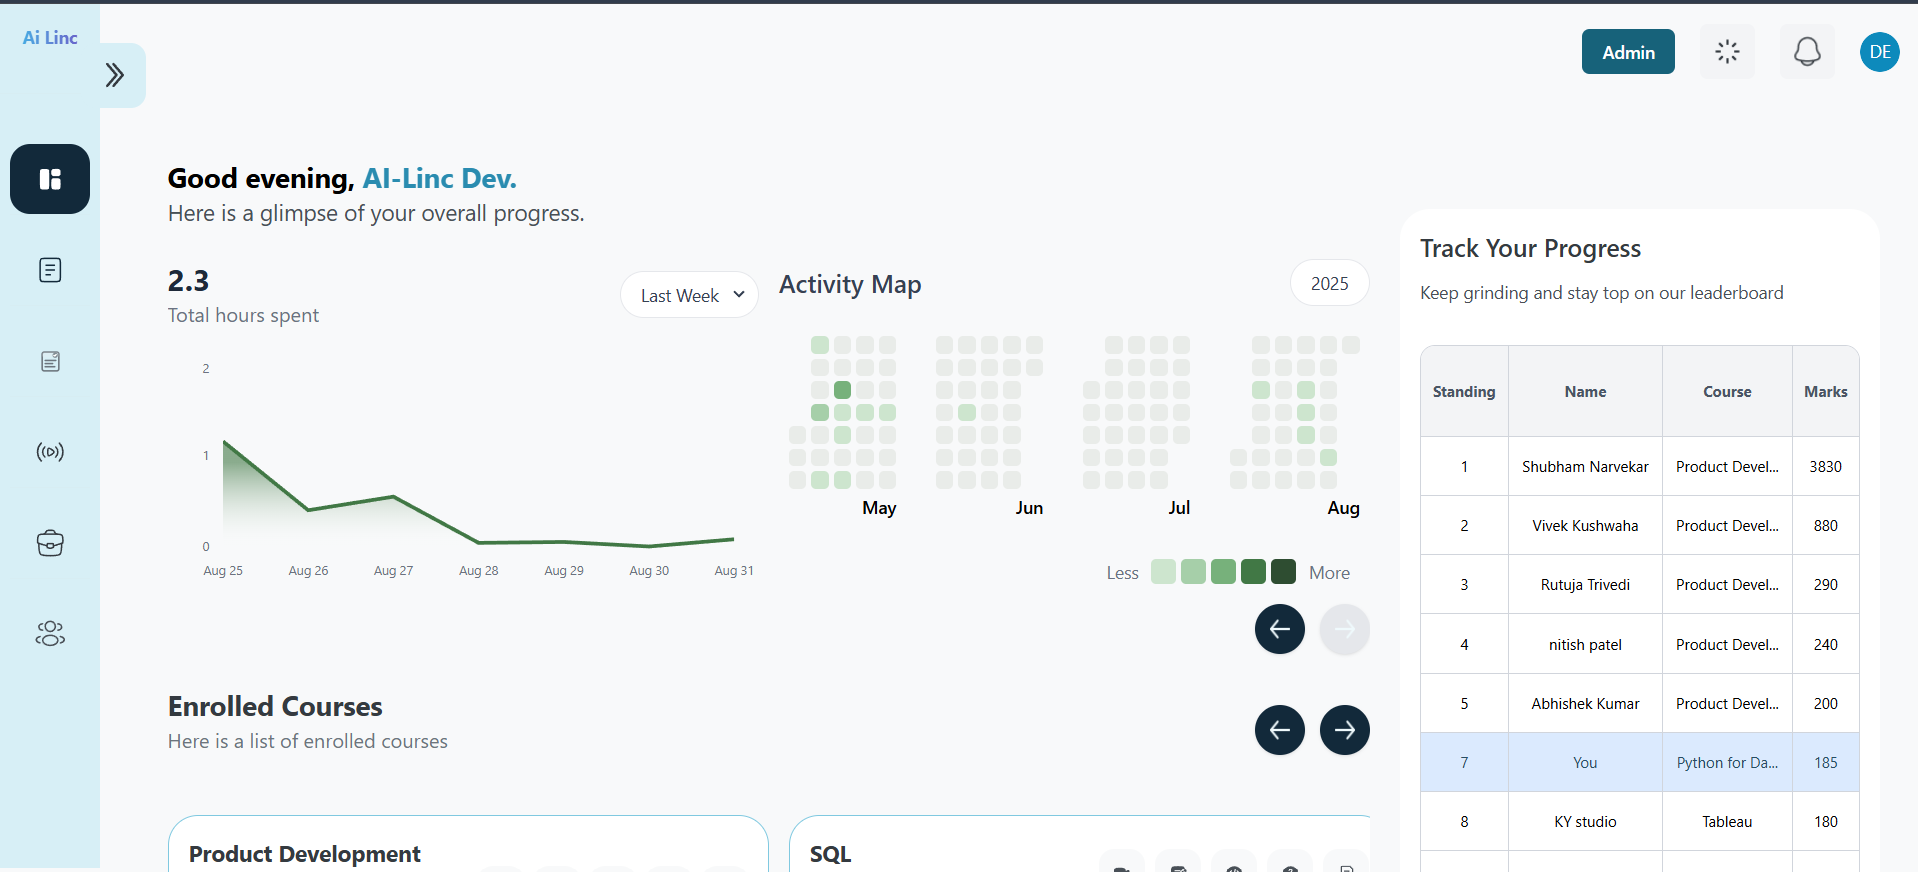 Ai Linc
Admin
DE
Good evening, AI-Linc Dev.
Here is a glimpse of your overall progress.
2.3
Total hours spent
Last Week
2
1
0
Aug 25 Aug 26 Aug 27 Aug 28 Aug 29 Aug 30 Aug 31
Activity Map
2025
May Jun Jul Aug
Less More
Enrolled Courses
Here is a list of enrolled courses
Product Development
SQL
Track Your Progress
Keep grinding and stay top on our leaderboard
Standing Name Course Marks
1 Shubham Narvekar Product Devel... 3830
2 Vivek Kushwaha Product Devel... 880
3 Rutuja Trivedi Product Devel... 290
4 nitish patel Product Devel... 240
5 Abhishek Kumar Product Devel... 200
7 You Python for Da... 185
8 KY studio Tableau 180